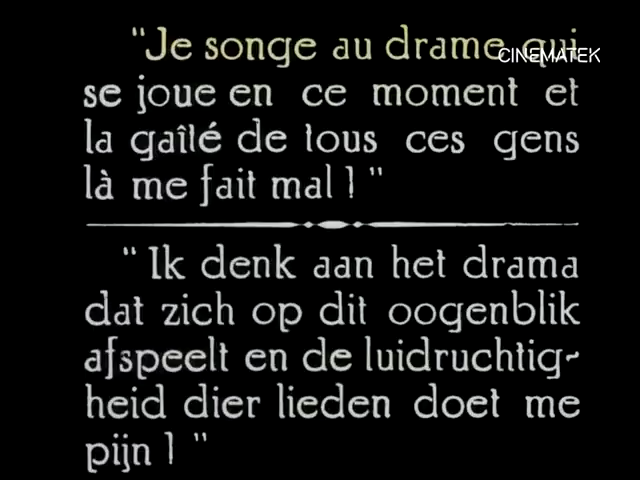 "Je songe au drame qui
CINEMATEK
se joue en ce moment et
la gaîté de tous ces gens
là me fait mal ! "
" Ik denk aan het drama
dat zich op dit oogenblik
afspeelt en de luidruchtig-
heid dier lieden doet me
pijn ! "